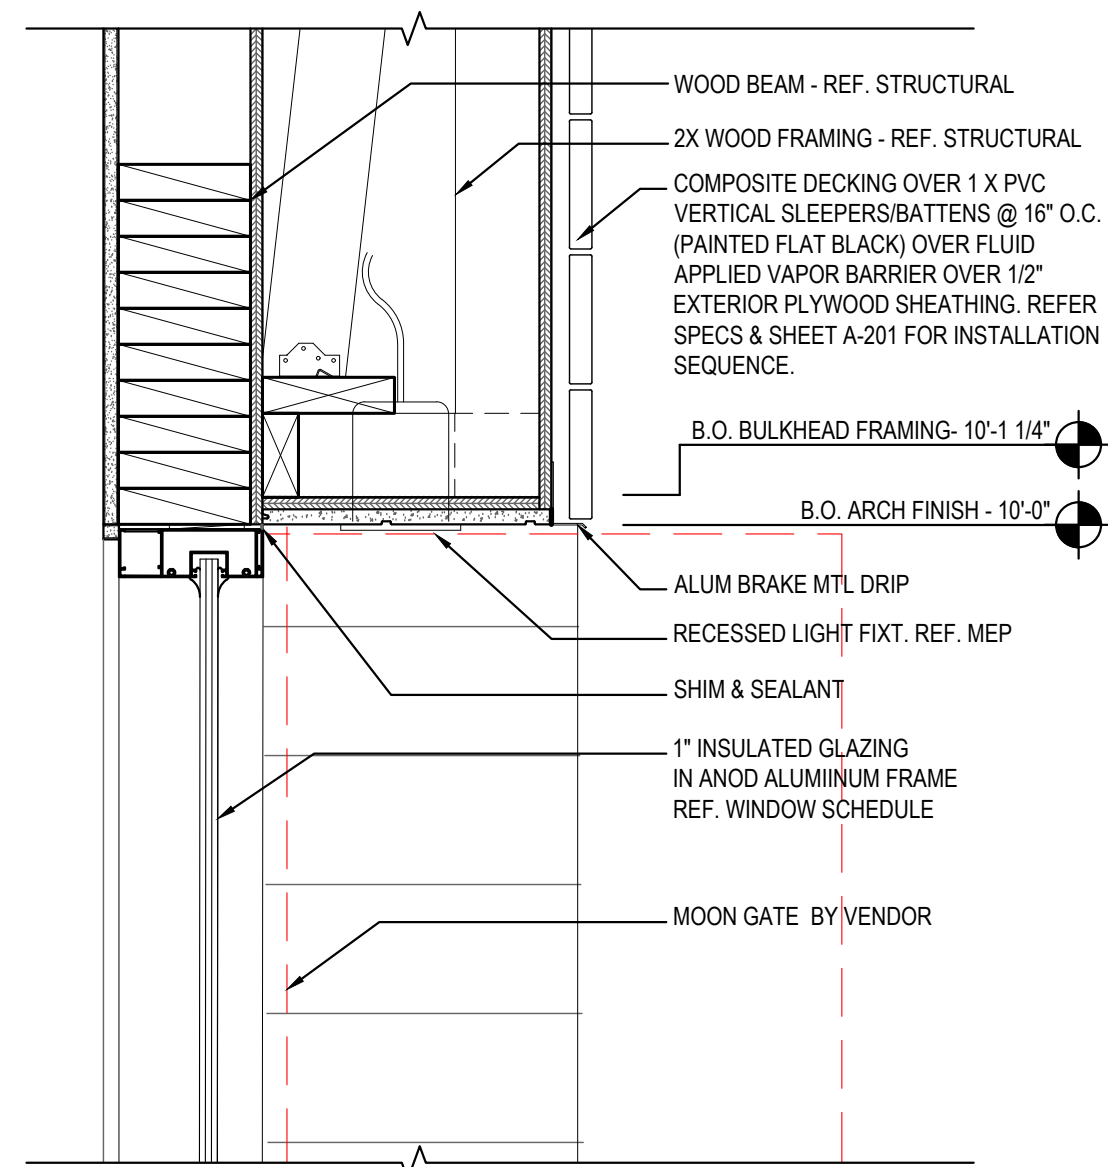 WOOD BEAM - REF. STRUCTURAL
2X WOOD FRAMING - REF. STRUCTURAL
COMPOSITE DECKING OVER 1 X PVC
VERTICAL SLEEPERS/BATTENS @ 16" O.C.
(PAINTED FLAT BLACK) OVER FLUID
APPLIED VAPOR BARRIER OVER 1/2"
EXTERIOR PLYWOOD SHEATHING. REFER
SPECS & SHEET A-201 FOR INSTALLATION
SEQUENCE.
B.O. BULKHEAD FRAMING- 10'-1 1/4"
B.O. ARCH FINISH - 10'-0"
ALUM BRAKE MTL DRIP
RECESSED LIGHT FIXT. REF. MEP
SHIM & SEALANT
1" INSULATED GLAZING
IN ANOD ALUMIINUM FRAME
REF. WINDOW SCHEDULE
MOON GATE  BY VENDOR